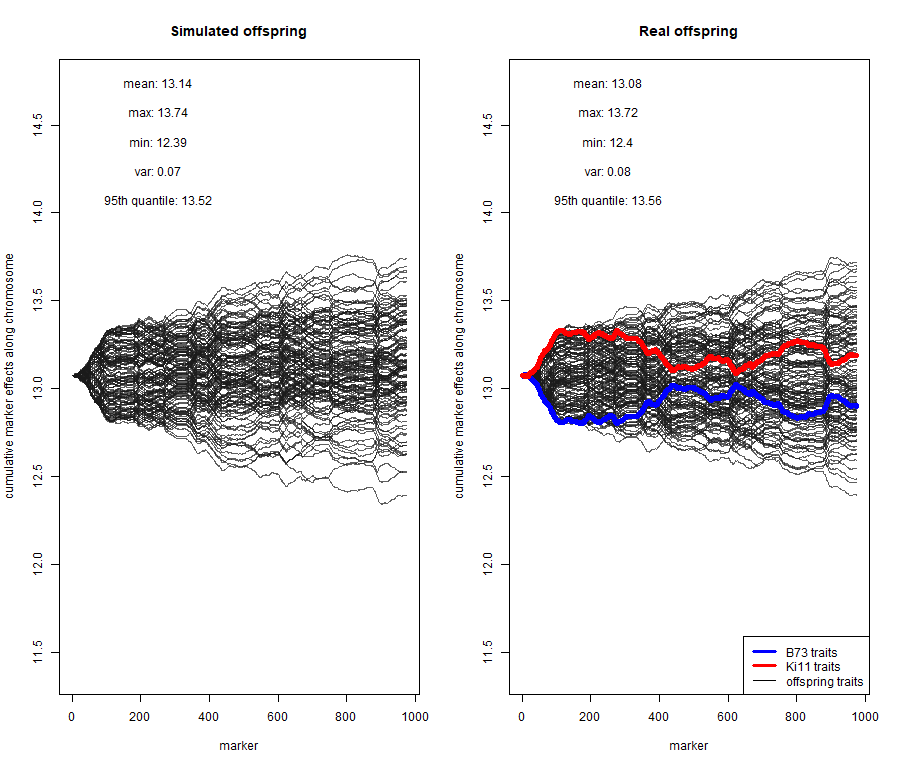 Simulated offspring
mean: 13.14
max: 13.74
min: 12.39
var: 0.07
95th quantile: 13.52
cumulative marker effects along chromosome
14.5
14.0
13.5
13.0
12.5
12.0
11.5
0 200 400 600 800 1000
marker
Real offspring
mean: 13.08
max: 13.72
min: 12.4
var: 0.08
95th quantile: 13.56
cumulative marker effects along chromosome
14.5
14.0
13.5
13.0
12.5
12.0
11.5
B73 traits
Ki11 traits
offspring traits
0 200 400 600 800 1000
marker